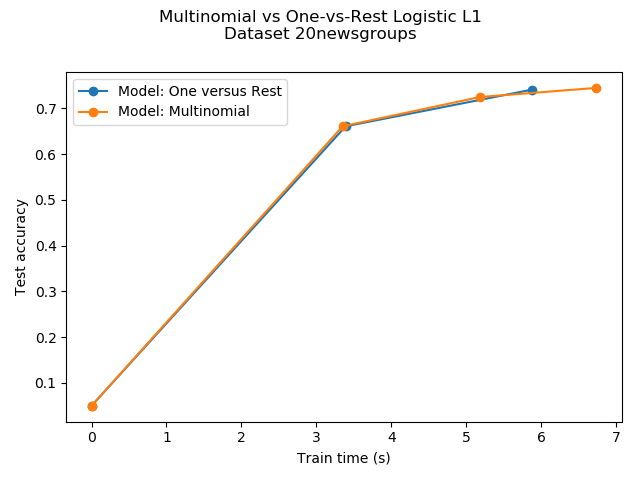 Multinomial vs One-vs-Rest Logistic L1
Dataset 20newsgroups
Model: One versus Rest
Model: Multinomial
0.7
0.6
0.5
0.4
0.3
0.2
0.1
Test accuracy
0 1 2 3 4 5 6 7
Train time (s)